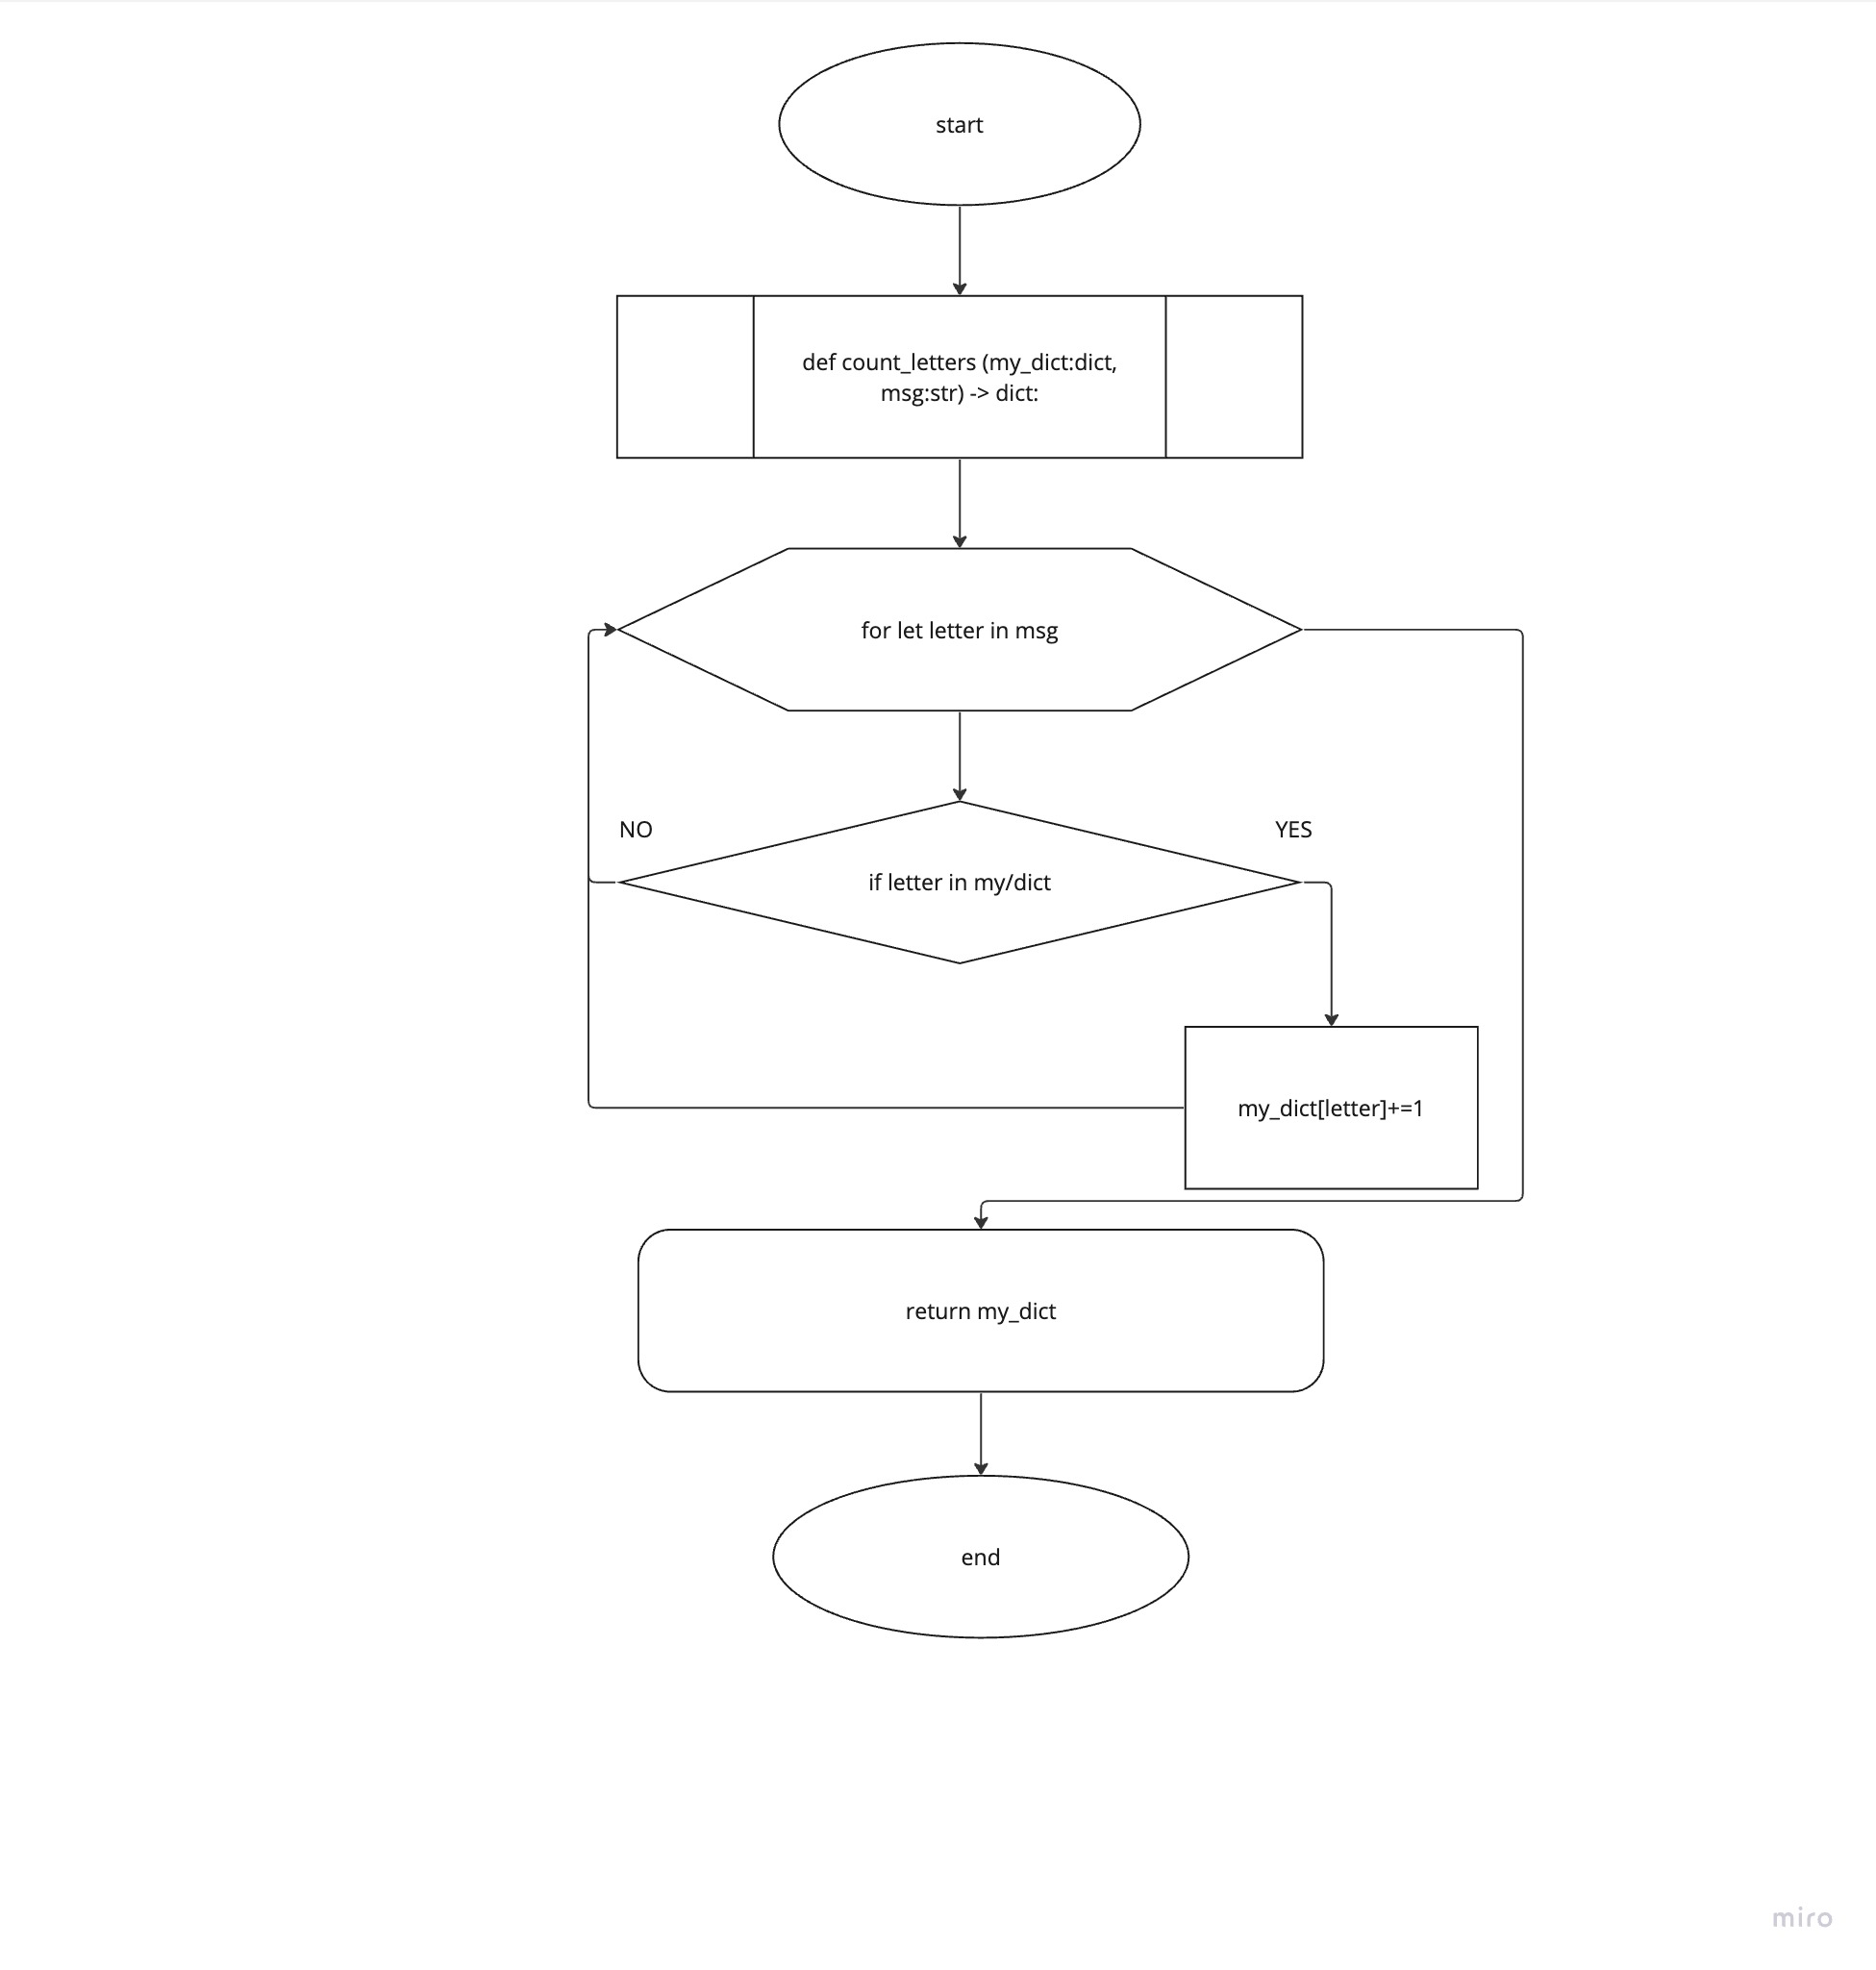 start
def count_letters (my_dict:dict,
msg:str) -> dict:
for let letter in msg
NO
YES
if letter in my/dict
my_dict[letter]+=1
return my_dict
end
miro